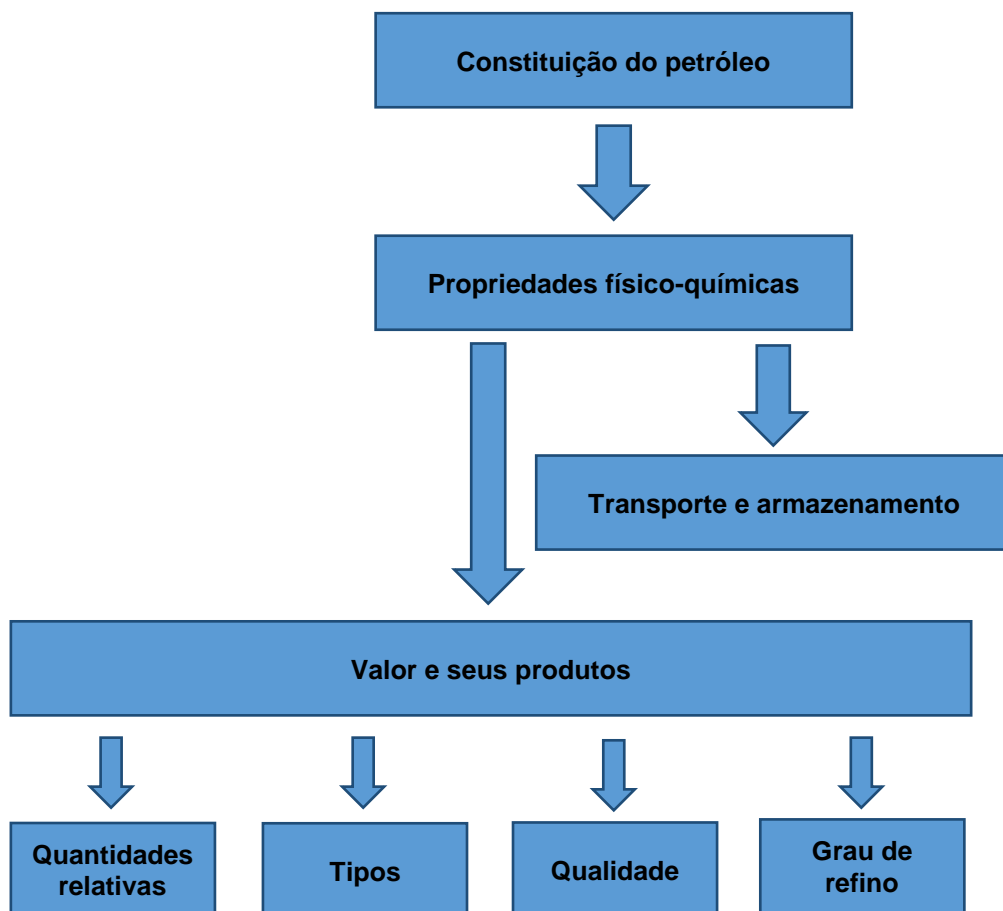 Constituição do petróleo
Propriedades físico-químicas
Transporte e armazenamento
Valor e seus produtos
Quantidades
relativas
Tipos
Qualidade
Grau de
refino